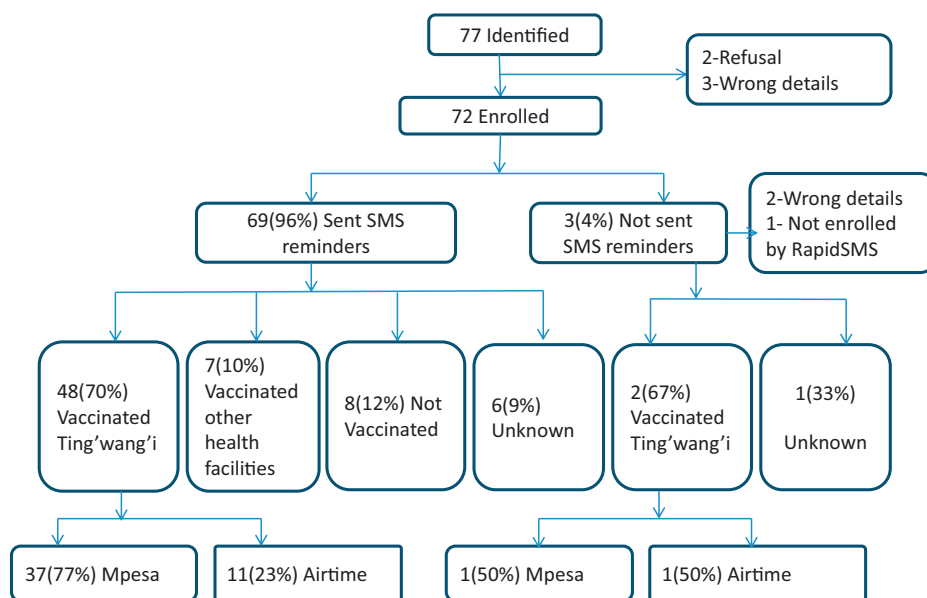 77 Identified
2-Refusal
3-Wrong details
72 Enrolled
69(96%) Sent SMS
reminders
3(4%) Not sent
SMS reminders
2-Wrong details
1- Not enrolled
by RapidSMS
48(70%)
Vaccinated
Ting’wang’i
7(10%)
Vaccinated
other
health
facilities
8(12%) Not
Vaccinated
6(9%)
Unknown
2(67%)
Vaccinated
Ting’wang’i
1(33%)
Unknown
37(77%) Mpesa
11(23%) Airtime
1(50%) Mpesa
1(50%) Airtime